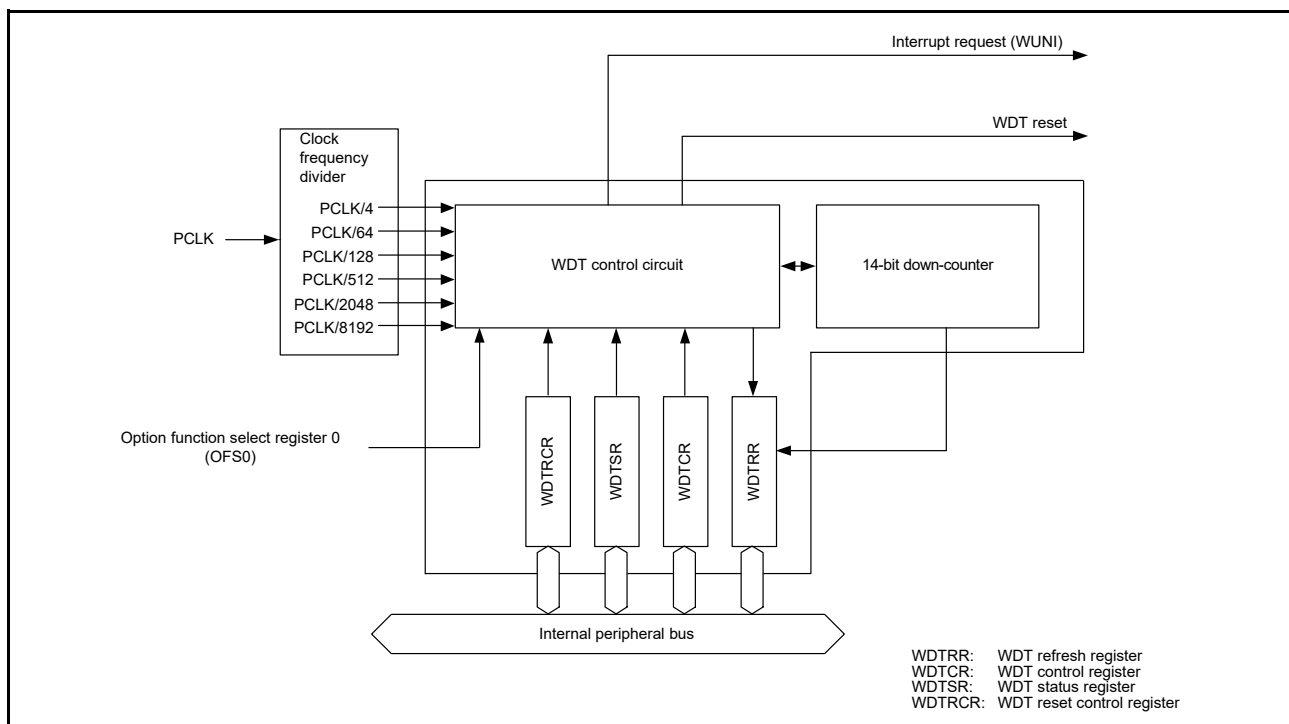 Interrupt request (WUNI)
WDT reset
Clock
frequency
divider
PCLK/4
PCLK/64
PCLK/128
PCLK/512
PCLK/2048
PCLK/8192
PCLK
WDT control circuit
14-bit down-counter
Option function select register 0
(OFS0)
WDTRCR
WDTSR
WDTCR
WDTRR
Internal peripheral bus
WDTRR: WDT refresh register
WDTCR: WDT control register
WDTSR: WDT status register
WDTRCR: WDT reset control register